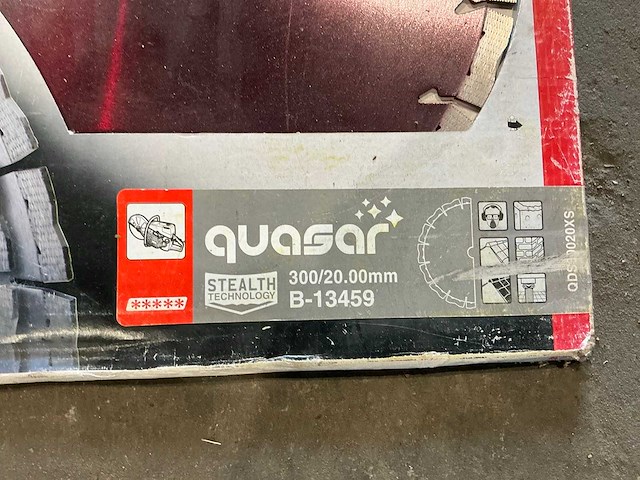 quasar
STEALTH
TECHNOLOGY
300/20.00mm
B-13459
*****